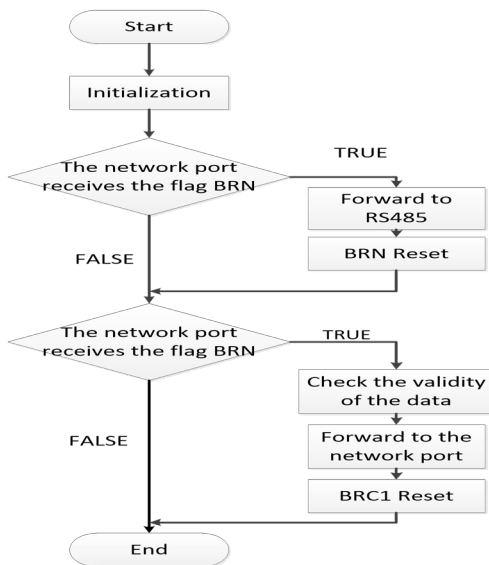 Start
Initialization
The network port
receives the flag BRN
TRUE
Forward to
RS485
BRN Reset
FALSE
The network port
receives the flag BRN
TRUE
Check the validity
of the data
Forward to the
network port
FALSE
BRC1 Reset
End